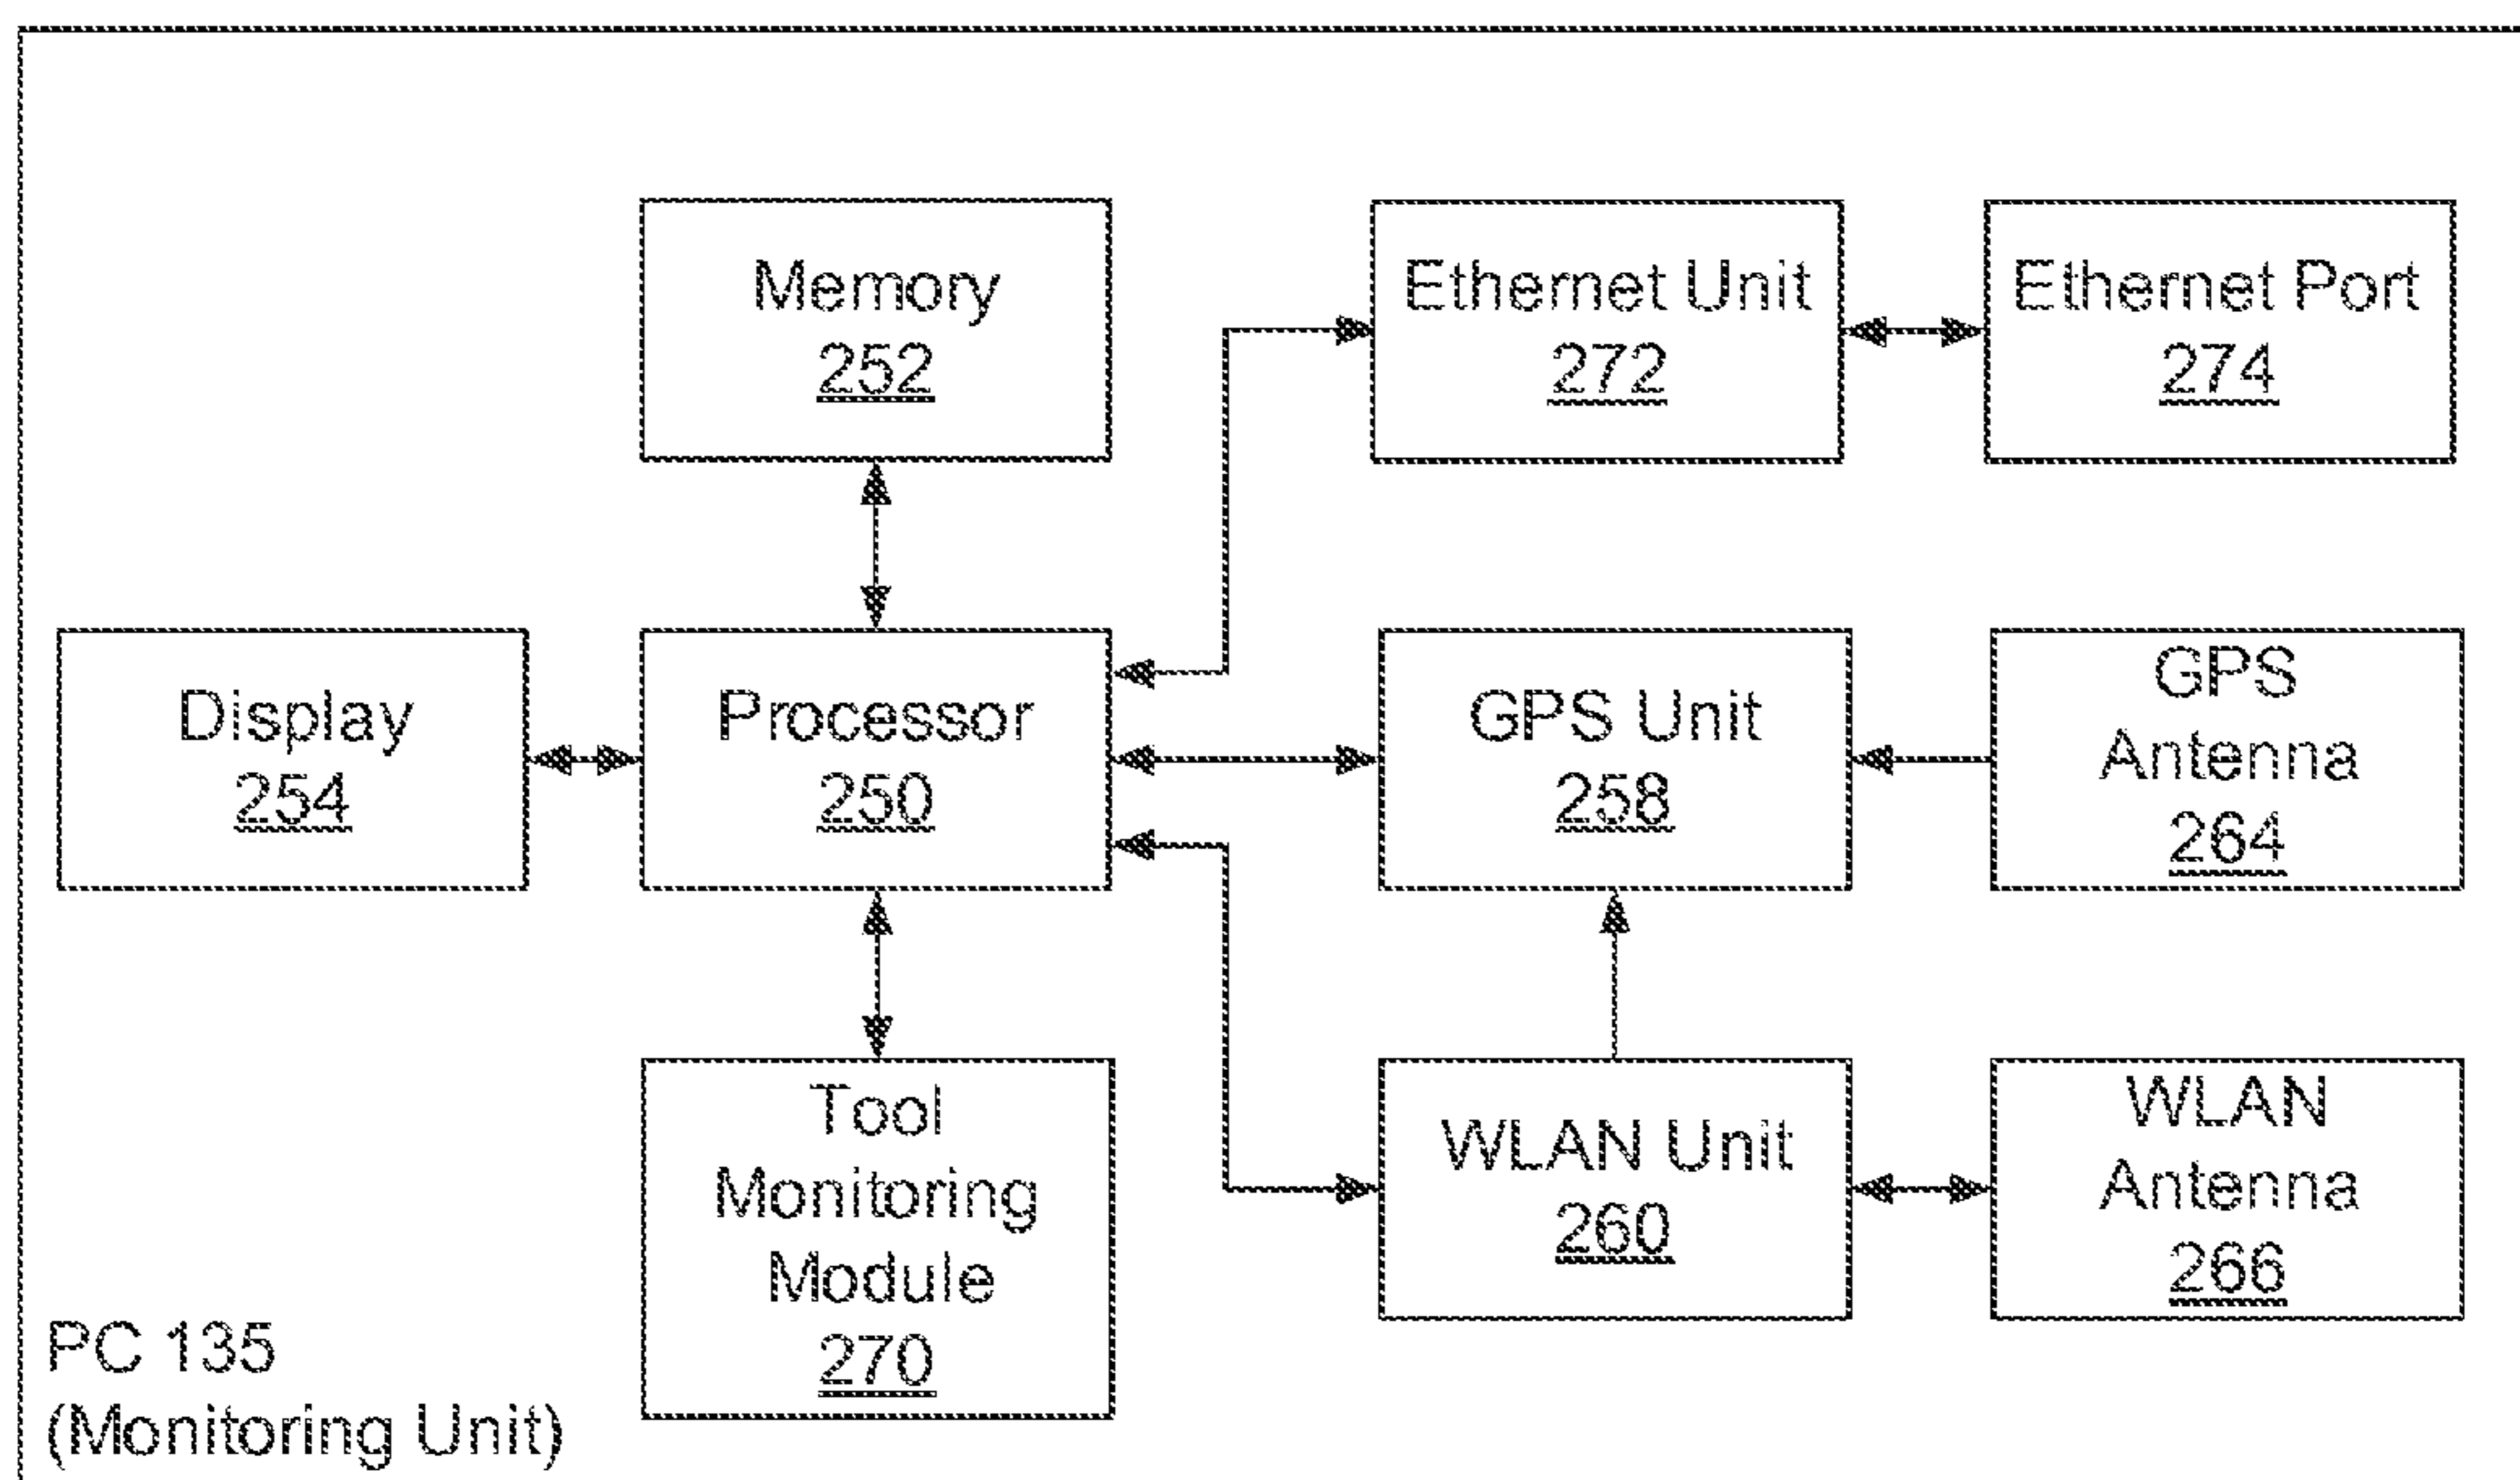 Memory
252
Ethernet Unit
272
Ethernet Port
274
Display
254
Processor
250
GPS Unit
258
GPS
Antenna
264
Tool
Monitoring
Module
270
WLAN Unit
260
WLAN
Antenna
266
PC 135
(Monitoring Unit)